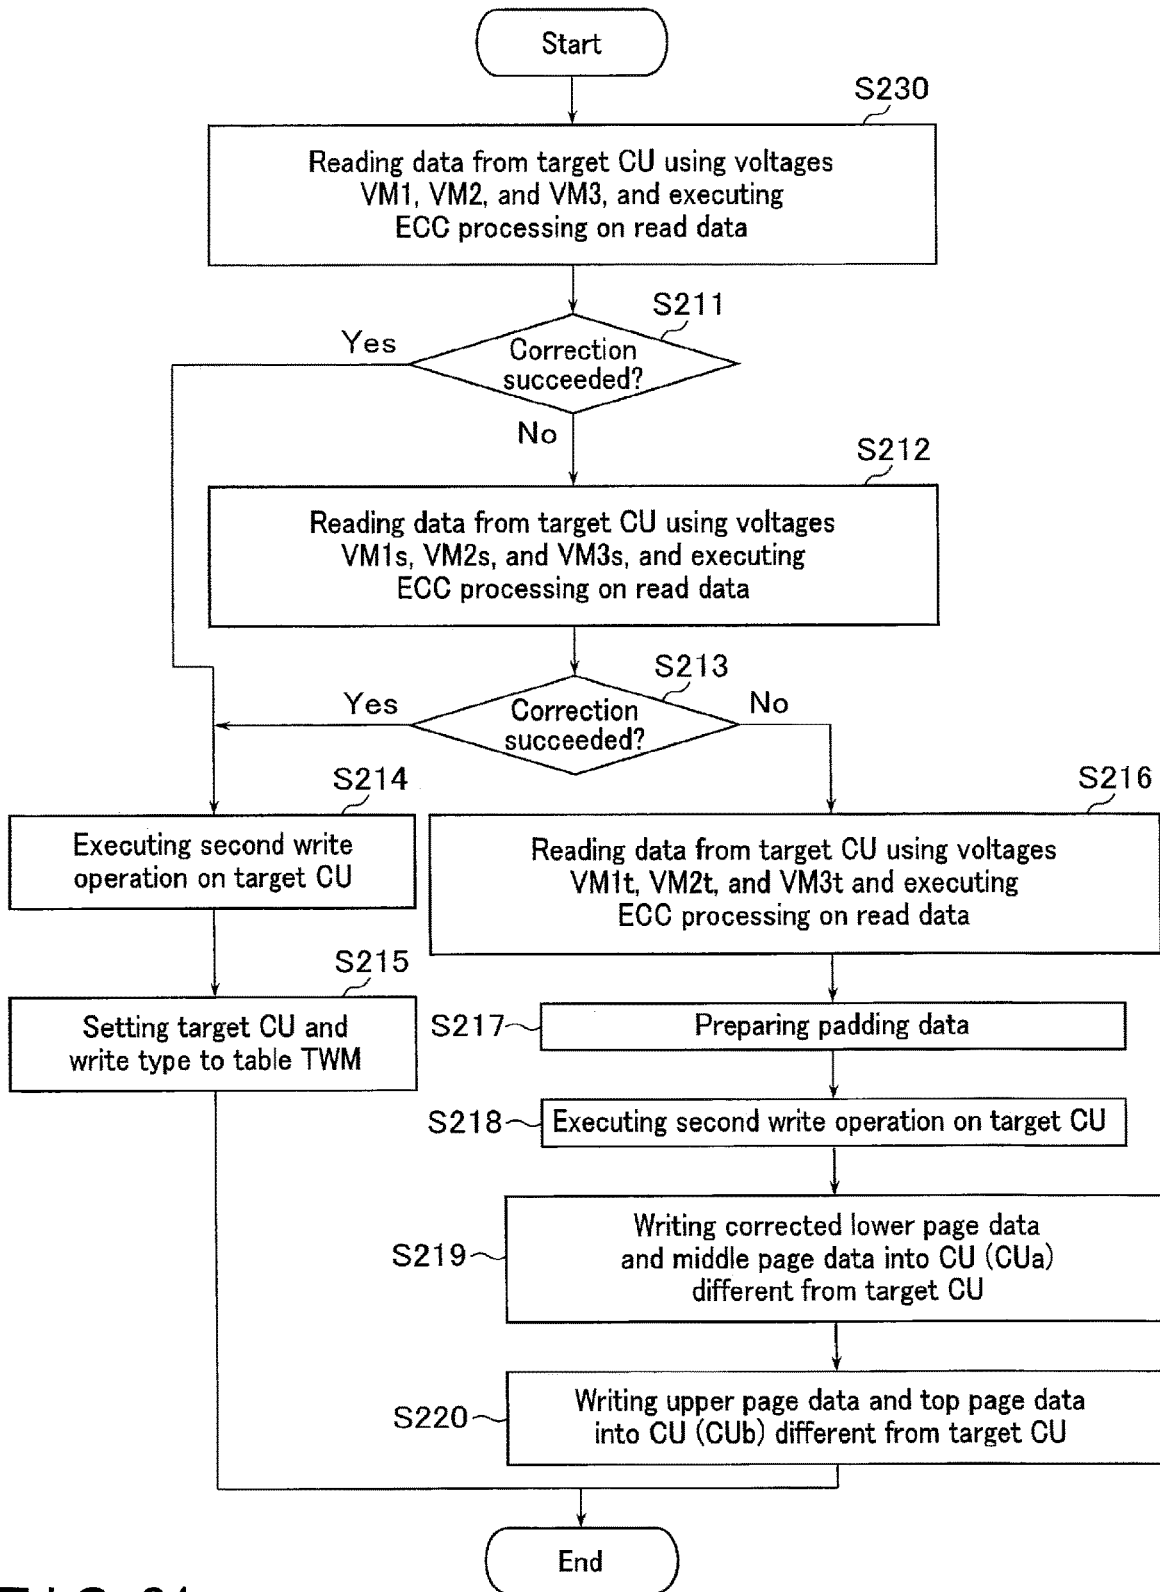 Start
S230
Reading data from target CU using voltages
VM1, VM2, and VM3, and executing
ECC processing on read data
S211
Yes
Correction
succeeded?
No
S212
Reading data from target CU using voltages
VM1s, VM2s, and VM3s, and executing
ECC processing on read data
S213
Yes
Correction
succeeded?
No
S214
Executing second write
operation on target CU
S216
Reading data from target CU using voltages
VM1t, VM2t, and VM3t and executing
ECC processing on read data
S215
Setting target CU and
write type to table TWM
S217
Preparing padding data
S218
Executing second write operation on target CU
S219
Writing corrected lower page data
and middle page data into CU (CUa)
different from target CU
S220
Writing upper page data and top page data
into CU (CUb) different from target CU
End